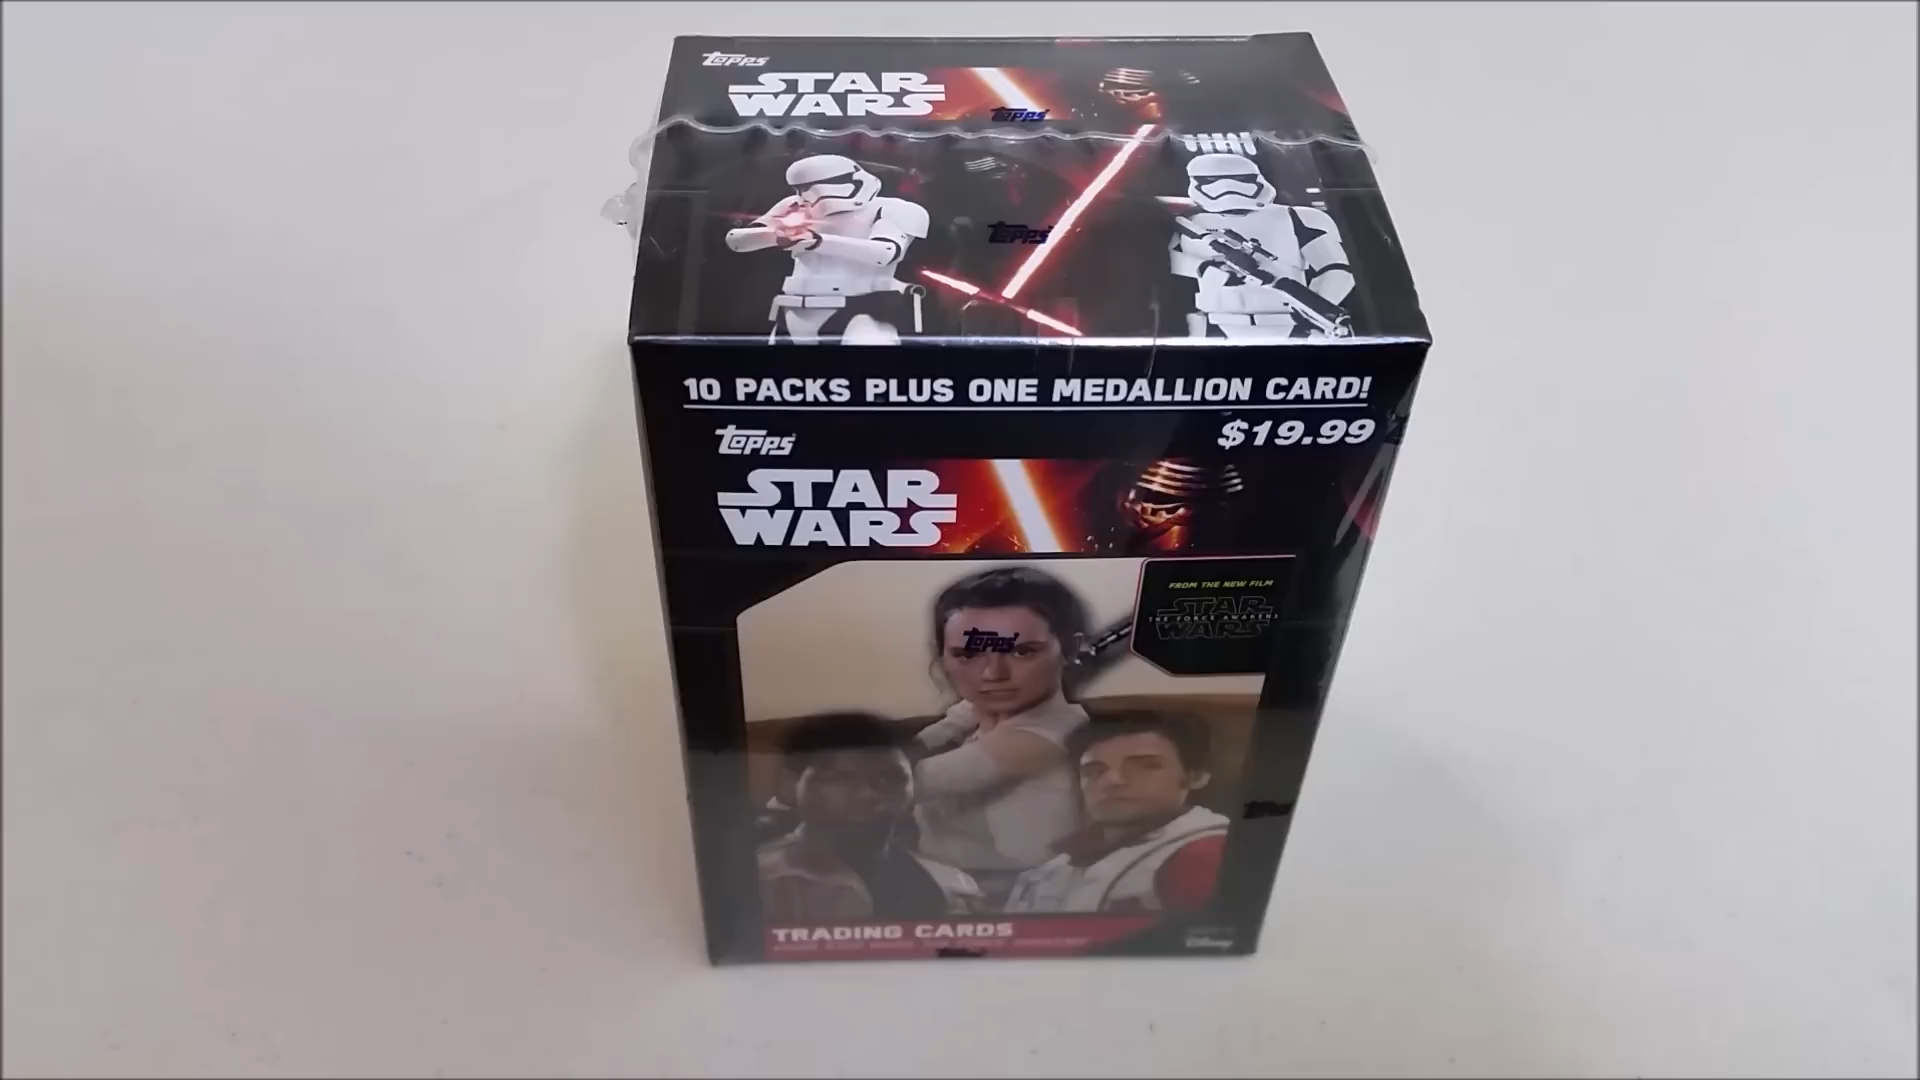 Topps
STAR
WARS
Topps
Topps
10 PACKS PLUS ONE MEDALLION CARD!
$19.99
Topps
STAR
WARS
FROM THE NEW FILM
STAR
THE FORCE AWAKENS
WARS
Topps
Topps
TRADING CARDS
Disney